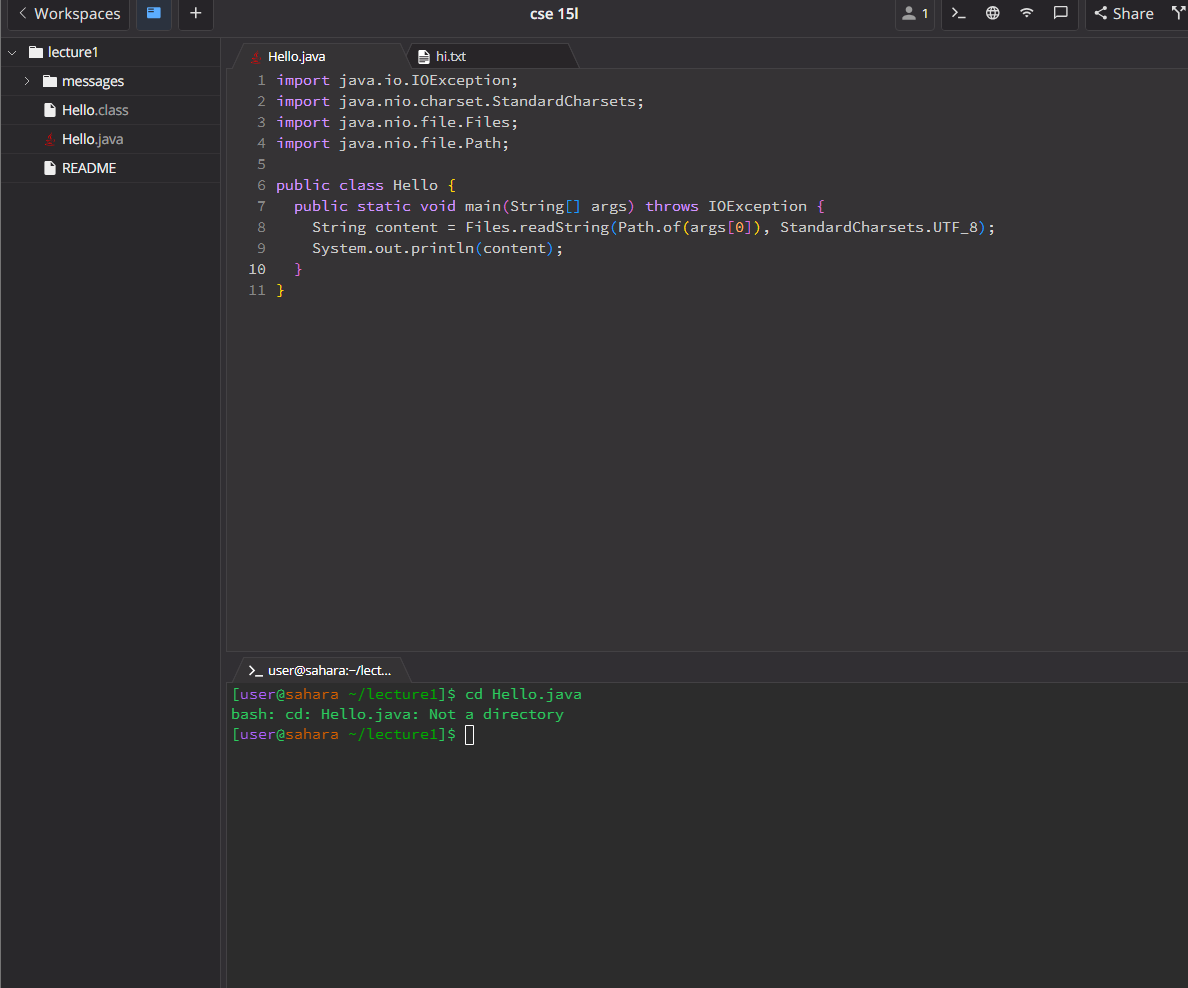 Workspaces + cse 15l 1 Share
lecture1
messages
Hello.class
Hello.java
README
Hello.java hi.txt
1 import java.io.IOException;
2 import java.nio.charset.StandardCharsets;
3 import java.nio.file.Files;
4 import java.nio.file.Path;
5
6 public class Hello {
7   public static void main(String[] args) throws IOException {
8     String content = Files.readString(Path.of(args[0]), StandardCharsets.UTF_8);
9     System.out.println(content);
10   }
11 }
>_ user@sahara:~/lect...
[user@sahara ~/lecture1]$ cd Hello.java
bash: cd: Hello.java: Not a directory
[user@sahara ~/lecture1]$